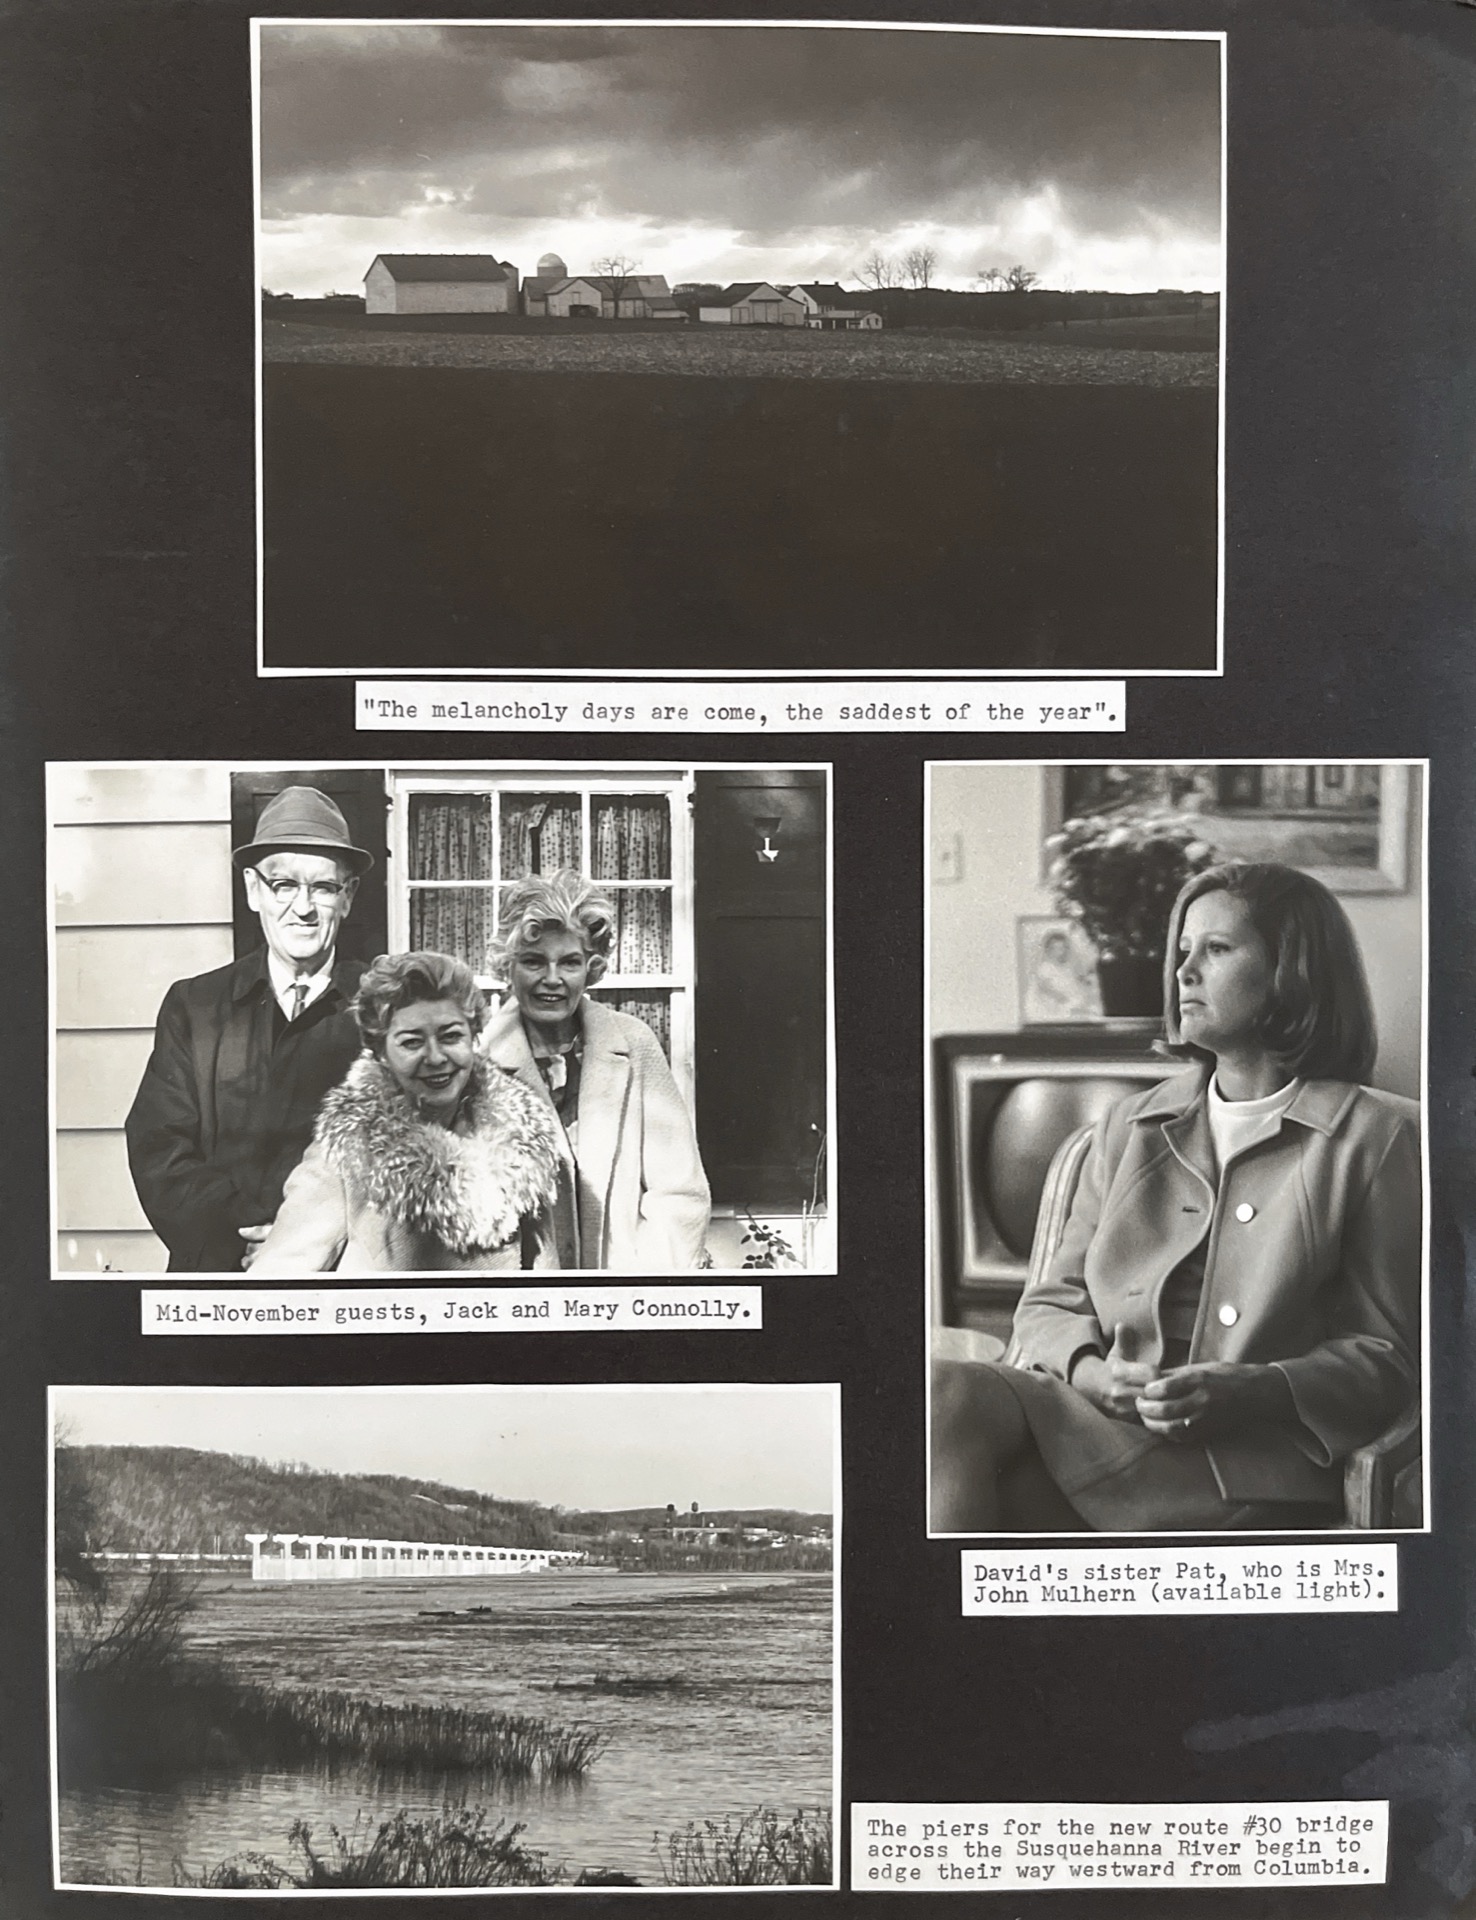 "The melancholy days are come, the saddest of the year".
Mid-November guests, Jack and Mary Connolly.
David's sister Pat, who is Mrs.
John Mulhern (available light).
The piers for the new route #30 bridge
across the Susquehanna River begin to
edge their way westward from Columbia.